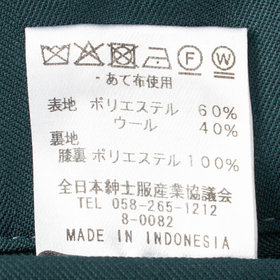 F W
- あて布使用
表地 ポリエステル 60%
ウール 40%
裏地
膝裏 ポリエステル 100%
全日本紳士服産業協議会
TEL 058-265-1212
8-0082
MADE IN INDONESIA